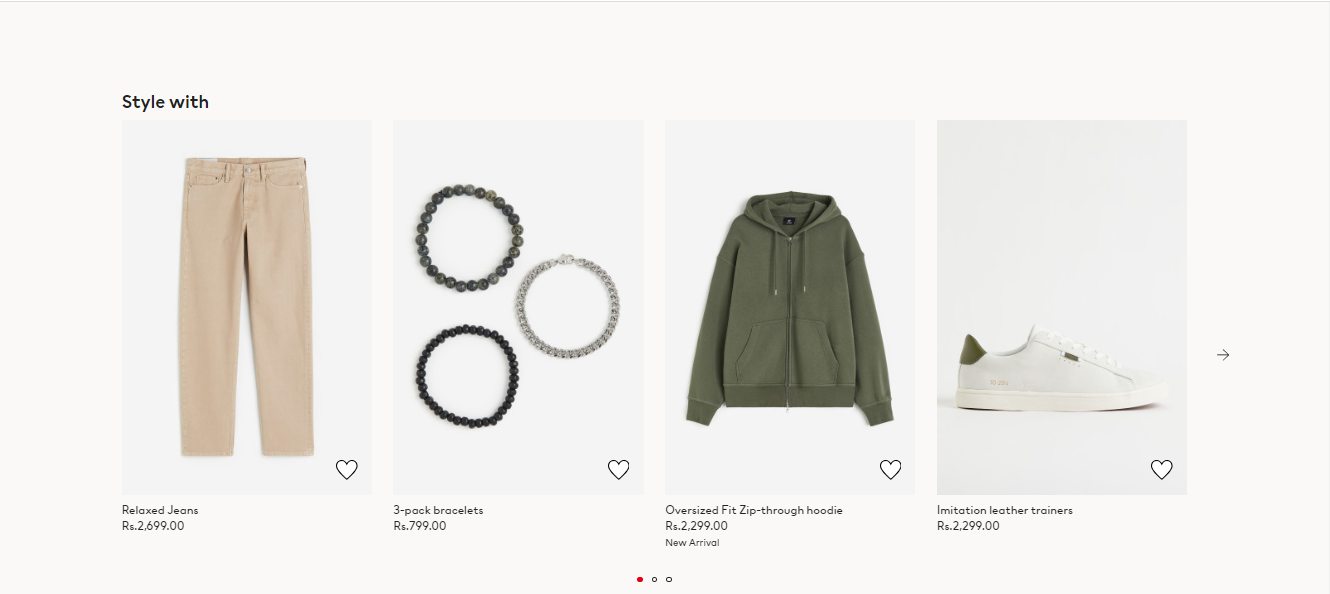 Style with
Relaxed Jeans
Rs.2,699.00
3-pack bracelets
Rs.799.00
Oversized Fit Zip-through hoodie
Rs.2,299.00
New Arrival
Imitation leather trainers
Rs.2,299.00